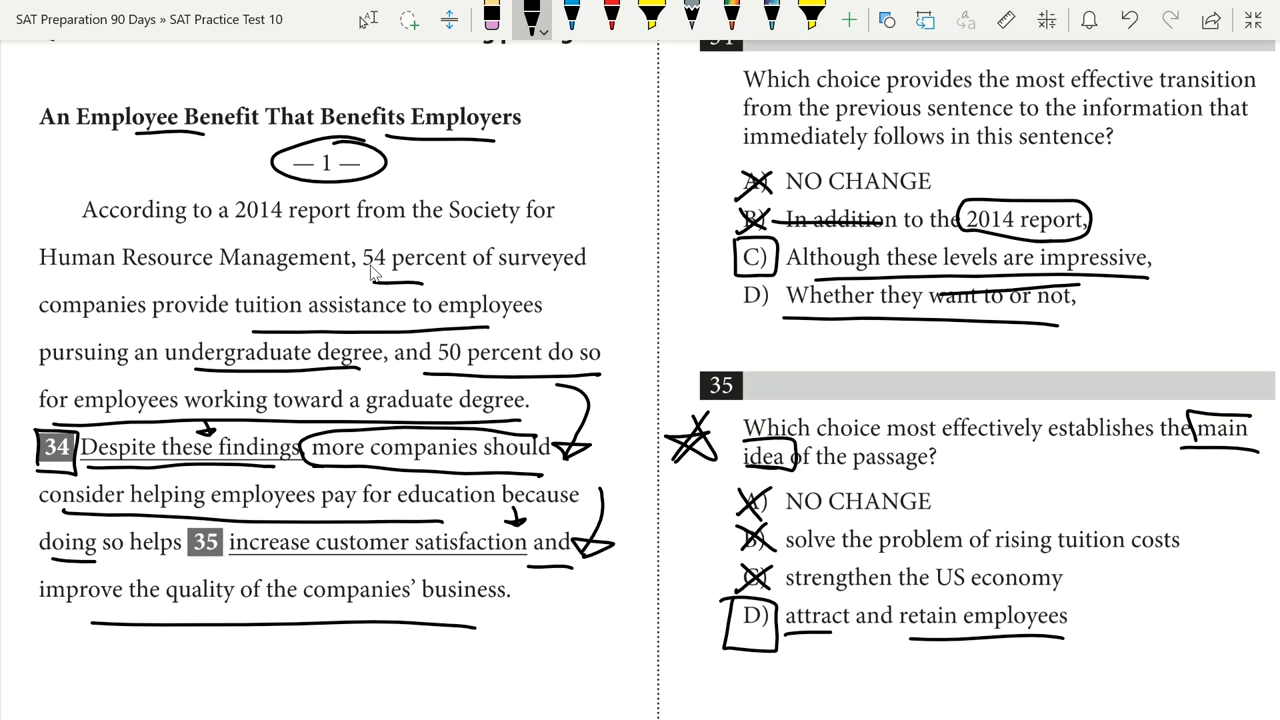 SAT Preparation 90 Days » SAT Practice Test 10
An Employee Benefit That Benefits Employers
— 1 —
According to a 2014 report from the Society for
Human Resource Management, 54 percent of surveyed
companies provide tuition assistance to employees
pursuing an undergraduate degree, and 50 percent do so
for employees working toward a graduate degree.
34 Despite these findings, more companies should
consider helping employees pay for education because
doing so helps 35 increase customer satisfaction and
improve the quality of the companies’ business.
Which choice provides the most effective transition
from the previous sentence to the information that
immediately follows in this sentence?
A) NO CHANGE
B) In addition to the 2014 report,
C) Although these levels are impressive,
D) Whether they want to or not,
35
Which choice most effectively establishes the main
idea of the passage?
A) NO CHANGE
B) solve the problem of rising tuition costs
C) strengthen the US economy
D) attract and retain employees